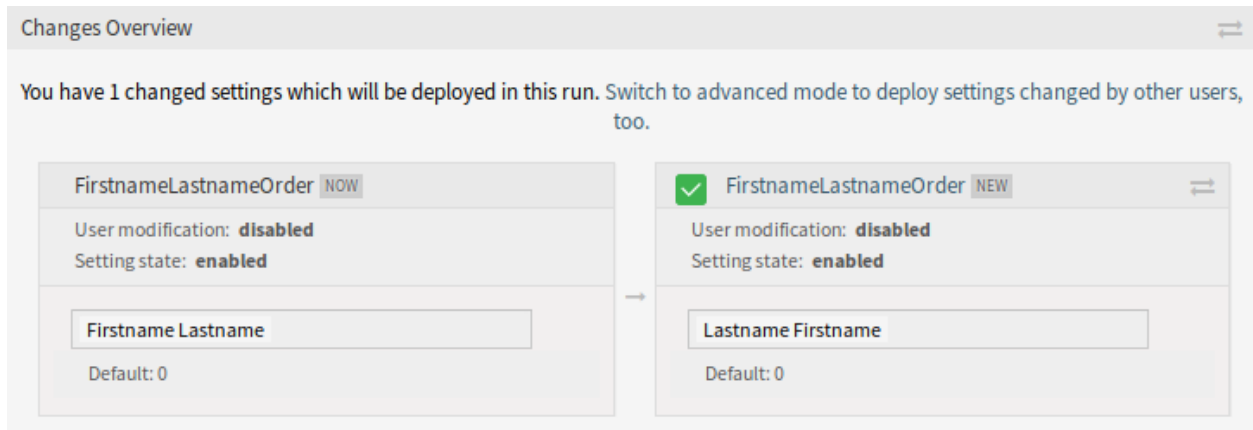 Changes Overview
You have 1 changed settings which will be deployed in this run. Switch to advanced mode to deploy settings changed by other users,
too.
FirstnameLastnameOrder NOW
User modification: disabled
Setting state: enabled
Firstname Lastname
Default: 0
FirstnameLastnameOrder NEW
User modification: disabled
Setting state: enabled
Lastname Firstname
Default: 0